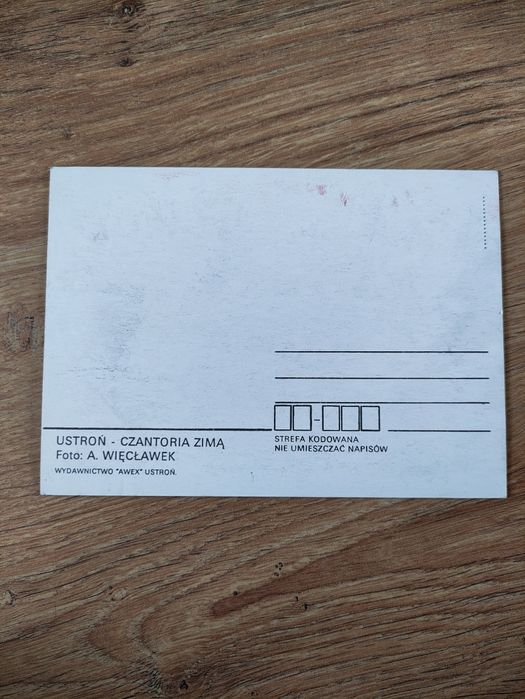 USTROŃ - CZANTORIA ZIMĄ
Foto: A. WIĘCŁAWEK
WYDAWNICTWO "AWEX" USTROŃ.
STREFA KODOWANA
NIE UMIESZCZAĆ NAPISÓW